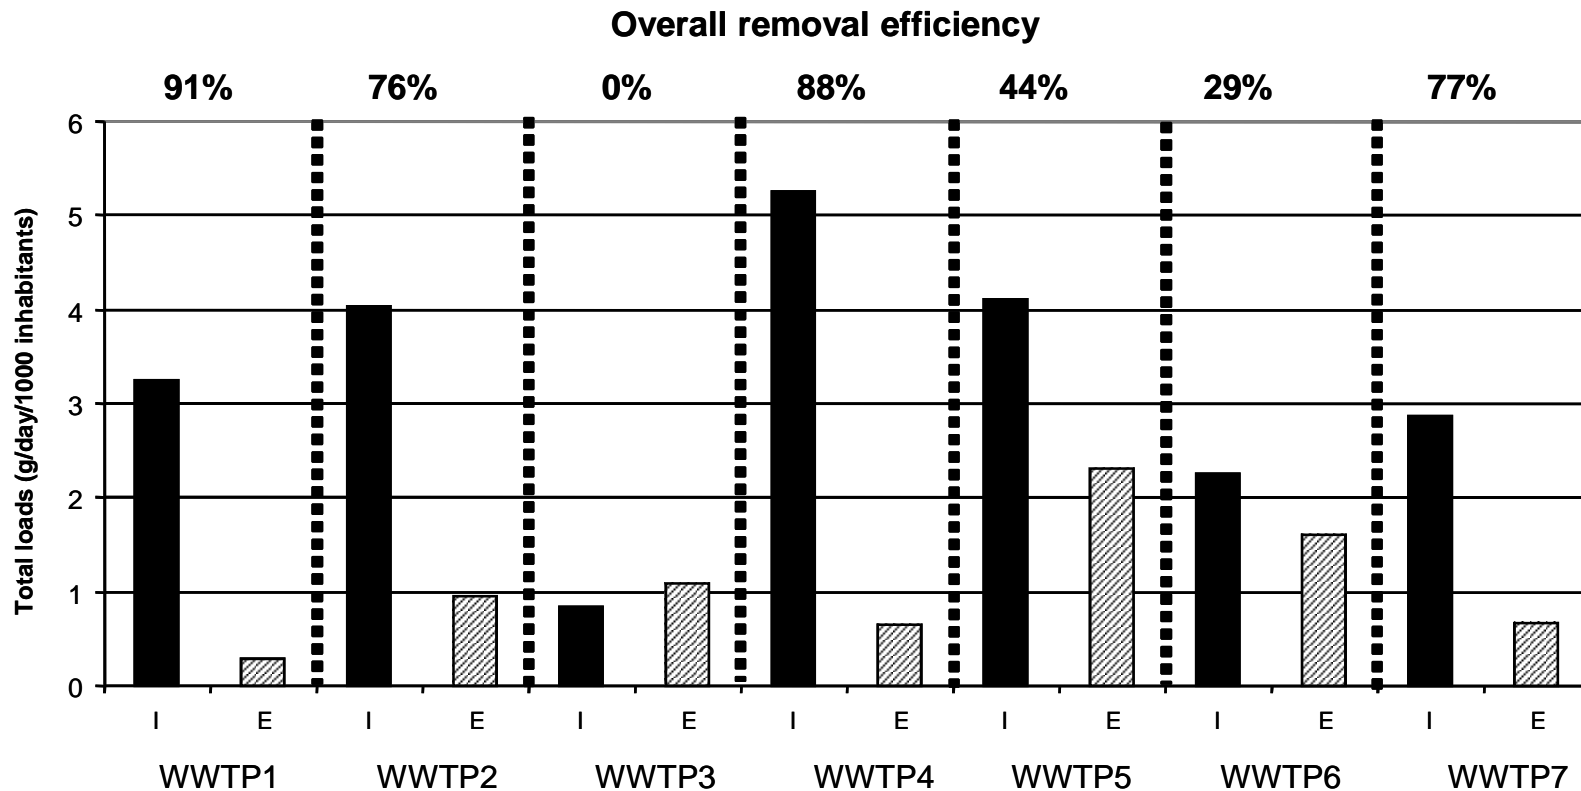 Overall removal efficiency
91% 76% 0% 88% 44% 29% 77%
Total loads (g/day/1000 inhabitants)
6
5
4
3
2
1
0
I E I E I E I E I E I E I E
WWTP1 WWTP2 WWTP3 WWTP4 WWTP5 WWTP6 WWTP7